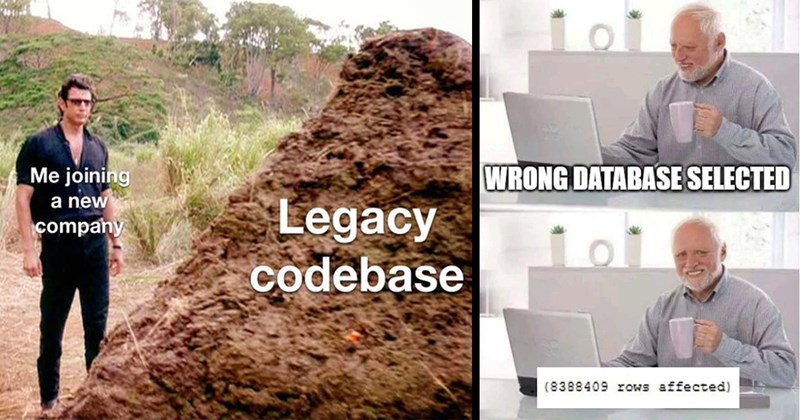 Me joining
a new
company
Legacy
codebase
WRONG DATABASE SELECTED
(8388409 rows affected)